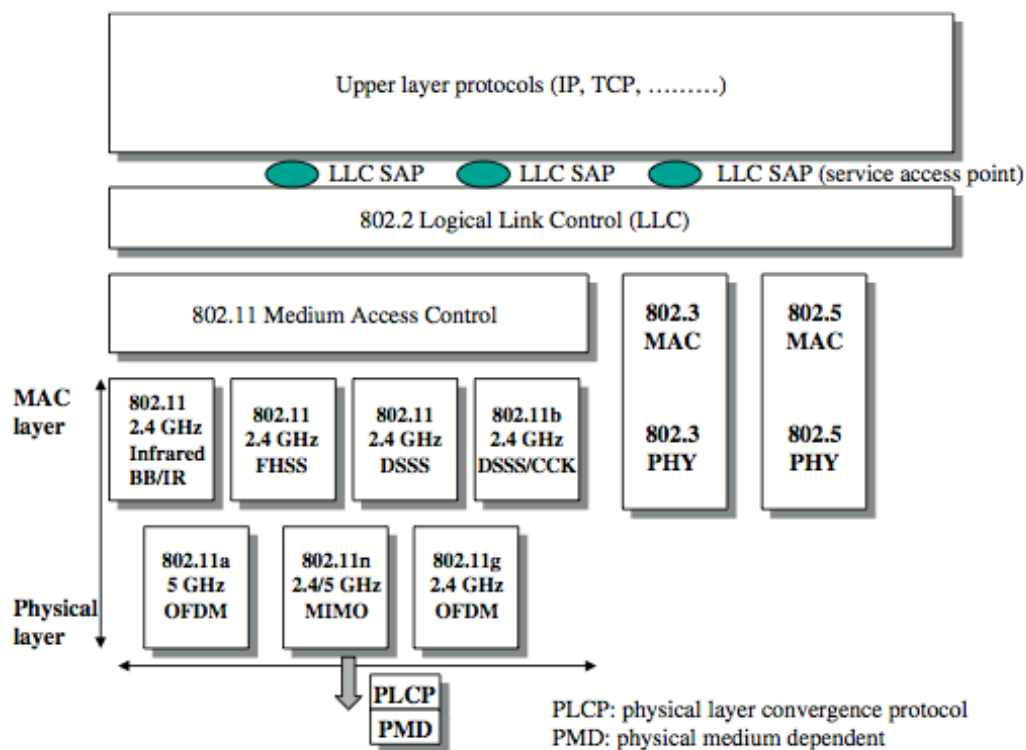 Upper layer protocols (IP, TCP, ………)
LLC SAP
LLC SAP
LLC SAP (service access point)
802.2 Logical Link Control (LLC)
802.11 Medium Access Control
802.3
MAC
802.3
PHY
802.5
MAC
802.5
PHY
MAC
layer
802.11
2.4 GHz
Infrared
BB/IR
802.11
2.4 GHz
FHSS
802.11
2.4 GHz
DSSS
802.11b
2.4 GHz
DSSS/CCK
Physical
layer
802.11a
5 GHz
OFDM
802.11n
2.4/5 GHz
MIMO
802.11g
2.4 GHz
OFDM
PLCP
PMD
PLCP: physical layer convergence protocol
PMD: physical medium dependent